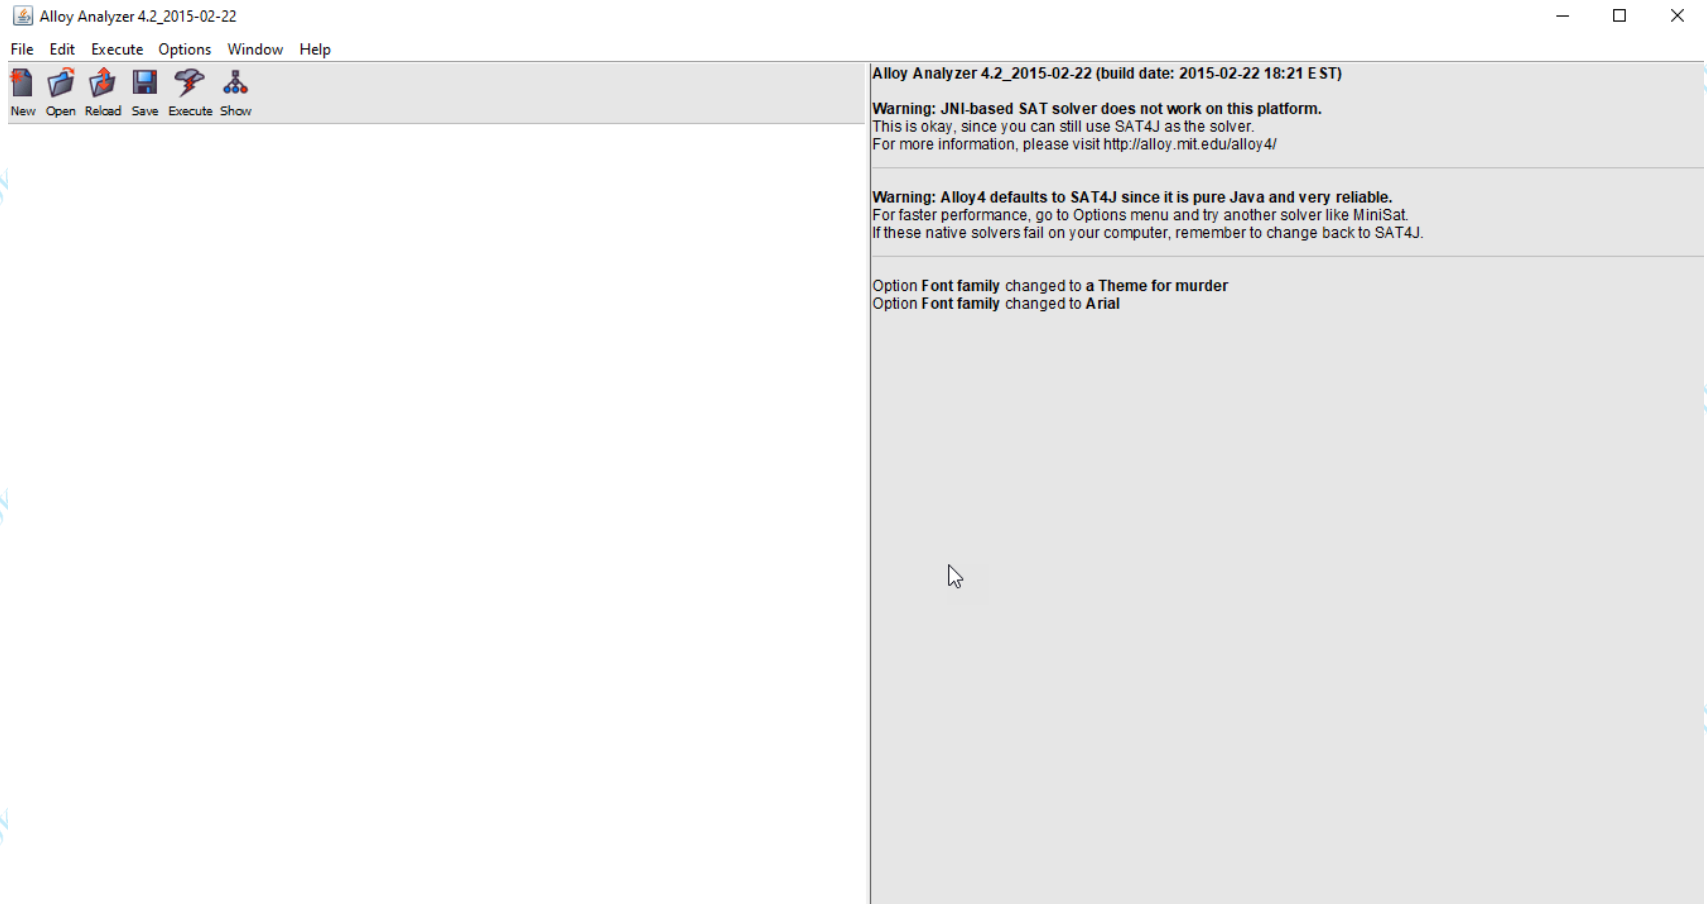 Alloy Analyzer 4.2_2015-02-22
File Edit Execute Options Window Help
New Open Reload Save Execute Show
Alloy Analyzer 4.2_2015-02-22 (build date: 2015-02-22 18:21 EST)
Warning: JNI-based SAT solver does not work on this platform.
This is okay, since you can still use SAT4J as the solver.
For more information, please visit http://alloy.mit.edu/alloy4/
Warning: Alloy4 defaults to SAT4J since it is pure Java and very reliable.
For faster performance, go to Options menu and try another solver like MiniSat.
If these native solvers fail on your computer, remember to change back to SAT4J.
Option Font family changed to a Theme for murder
Option Font family changed to Arial